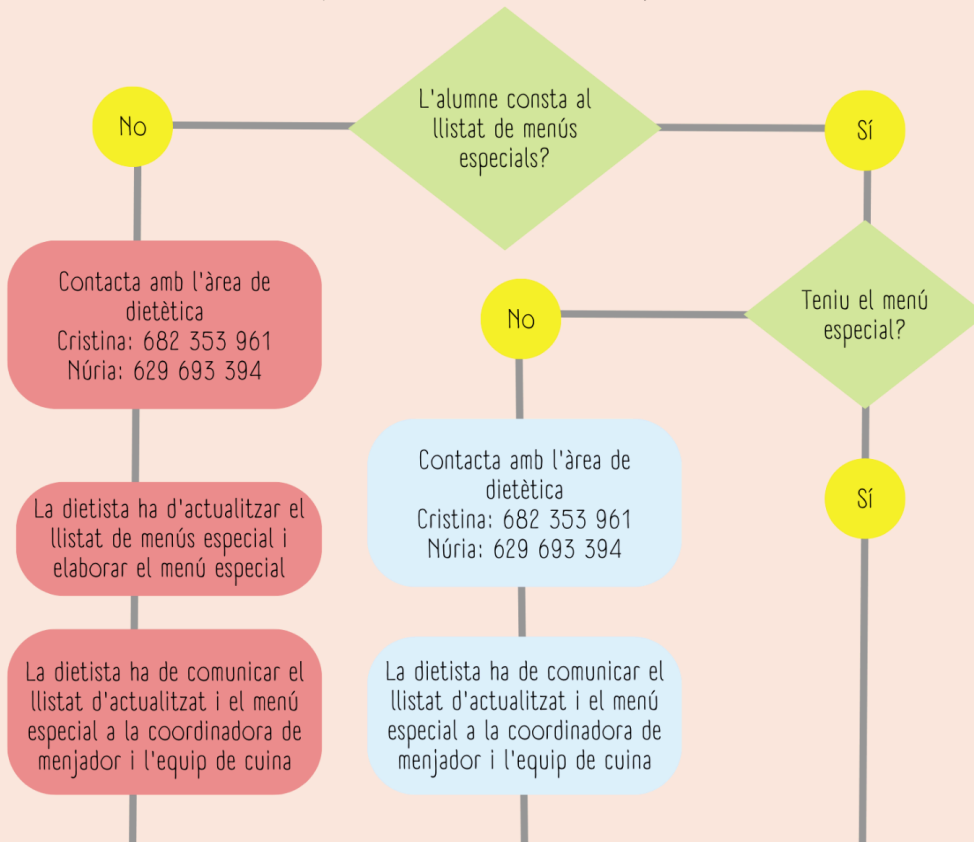 L'alumne consta al
llistat de menús
especials?
No
Sí
Contacta amb l'àrea de
dietètica
Cristina: 682 353 961
Núria: 629 693 394
Teniu el menú
especial?
No
Sí
Contacta amb l'àrea de
dietètica
Cristina: 682 353 961
Núria: 629 693 394
La dietista ha d'actualitzar el
llistat de menús especial i
elaborar el menú especial
La dietista ha de comunicar el
llistat d'actualitzat i el menú
especial a la coordinadora de
menjador i l'equip de cuina
La dietista ha de comunicar el
llistat d'actualitzat i el menú
especial a la coordinadora de
menjador i l'equip de cuina